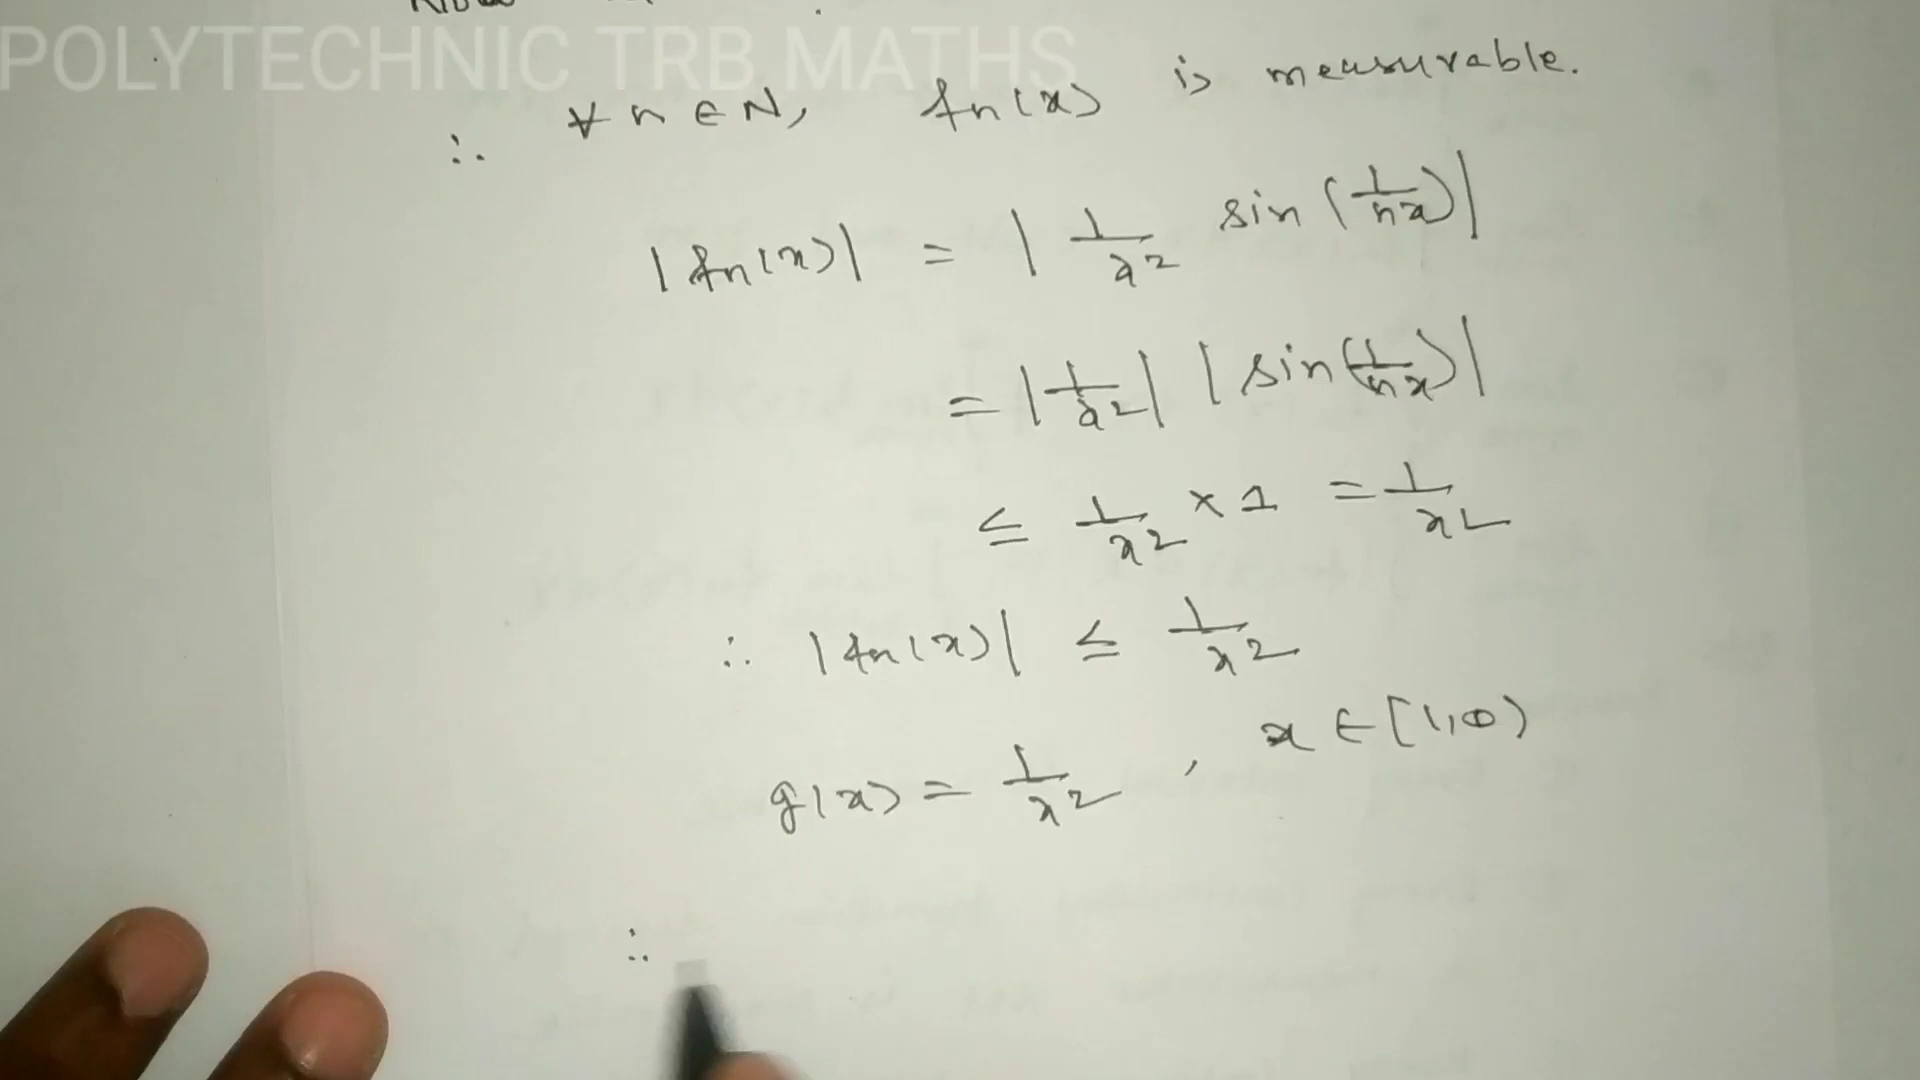 POLYTECHNIC TRB MATHS
∴ ∀ n ∈ N, fn(x) is measurable.
|fn(x)| = | 1/x² sin(1/nx)|
= |1/x²| |sin(1/nx)|
≤ 1/x² × 1 = 1/x²
∴ |fn(x)| ≤ 1/x²
g(x) = 1/x² , x ∈ [1,∞)
∴